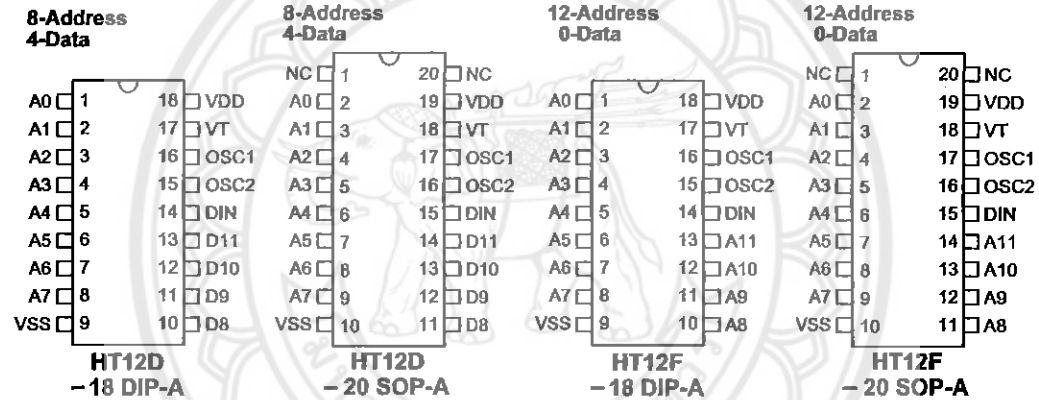 8-Address
4-Data
A0 1 18 VDD
A1 2 17 VT
A2 3 16 OSC1
A3 4 15 OSC2
A4 5 14 DIN
A5 6 13 D11
A6 7 12 D10
A7 8 11 D9
VSS 9 10 D8
HT12D
– 18 DIP-A
8-Address
4-Data
NC 1 20 NC
A0 2 19 VDD
A1 3 18 VT
A2 4 17 OSC1
A3 5 16 OSC2
A4 6 15 DIN
A5 7 14 D11
A6 8 13 D10
A7 9 12 D9
VSS 10 11 D8
HT12D
– 20 SOP-A
12-Address
0-Data
A0 1 18 VDD
A1 2 17 VT
A2 3 16 OSC1
A3 4 15 OSC2
A4 5 14 DIN
A5 6 13 A11
A6 7 12 A10
A7 8 11 A9
VSS 9 10 A8
HT12F
– 18 DIP-A
12-Address
0-Data
NC 1 20 NC
A0 2 19 VDD
A1 3 18 VT
A2 4 17 OSC1
A3 5 16 OSC2
A4 6 15 DIN
A5 7 14 A11
A6 8 13 A10
A7 9 12 A9
VSS 10 11 A8
HT12F
– 20 SOP-A